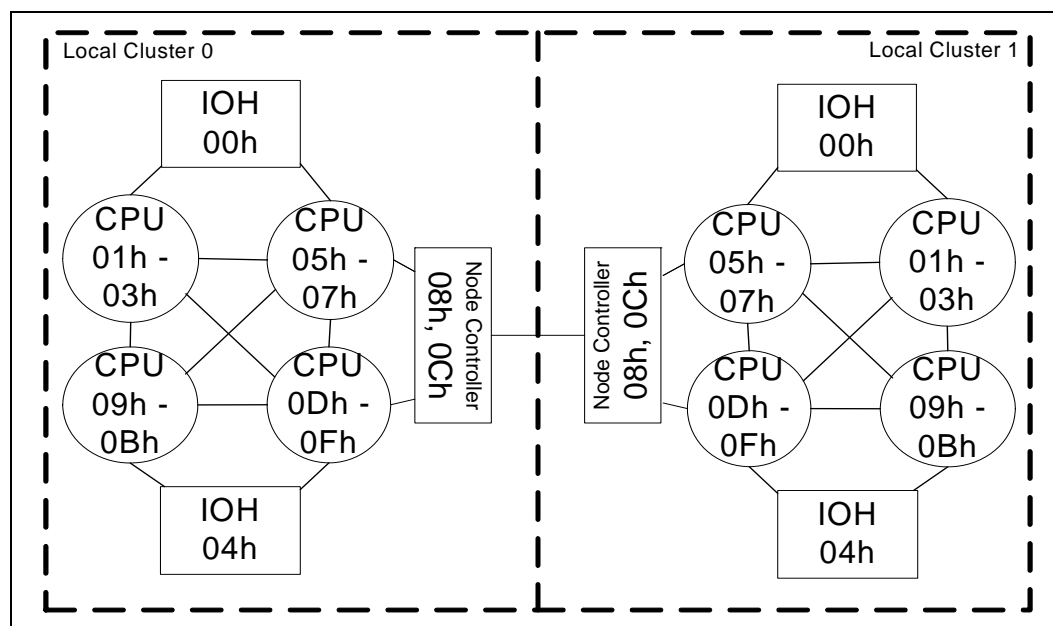 Local Cluster 0
IOH
00h
CPU
01h -
03h
CPU
05h -
07h
Node Controller
08h, 0Ch
CPU
09h -
0Bh
CPU
0Dh -
0Fh
IOH
04h
Local Cluster 1
IOH
00h
CPU
05h -
07h
CPU
01h -
03h
Node Controller
08h, 0Ch
CPU
0Dh -
0Fh
CPU
09h -
0Bh
IOH
04h